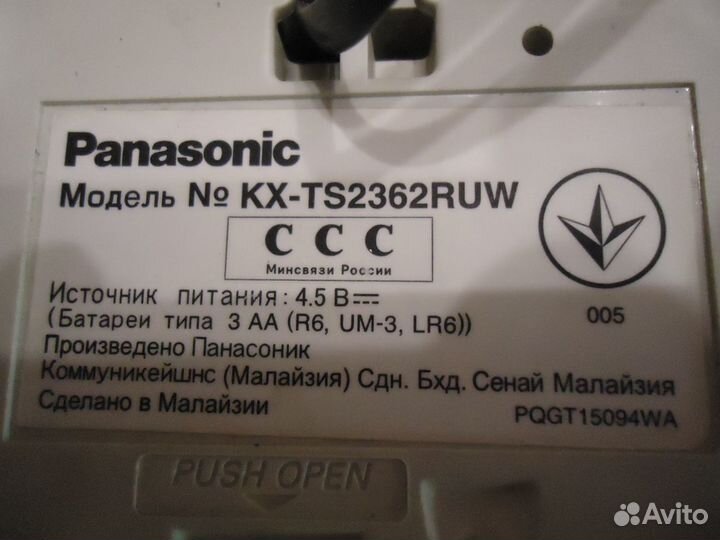 Panasonic
Модель № KX-TS2362RUW
ССС
Минсвязи России
Источник питания: 4.5 В
(Батареи типа 3 АА (R6, UM-3, LR6))
005
Произведено Панасоник
Коммуникейшнс (Малайзия) Сдн. Бхд. Сенай Малайзия
Сделано в Малайзии
PQGT15094WA
PUSH OPEN
Avito